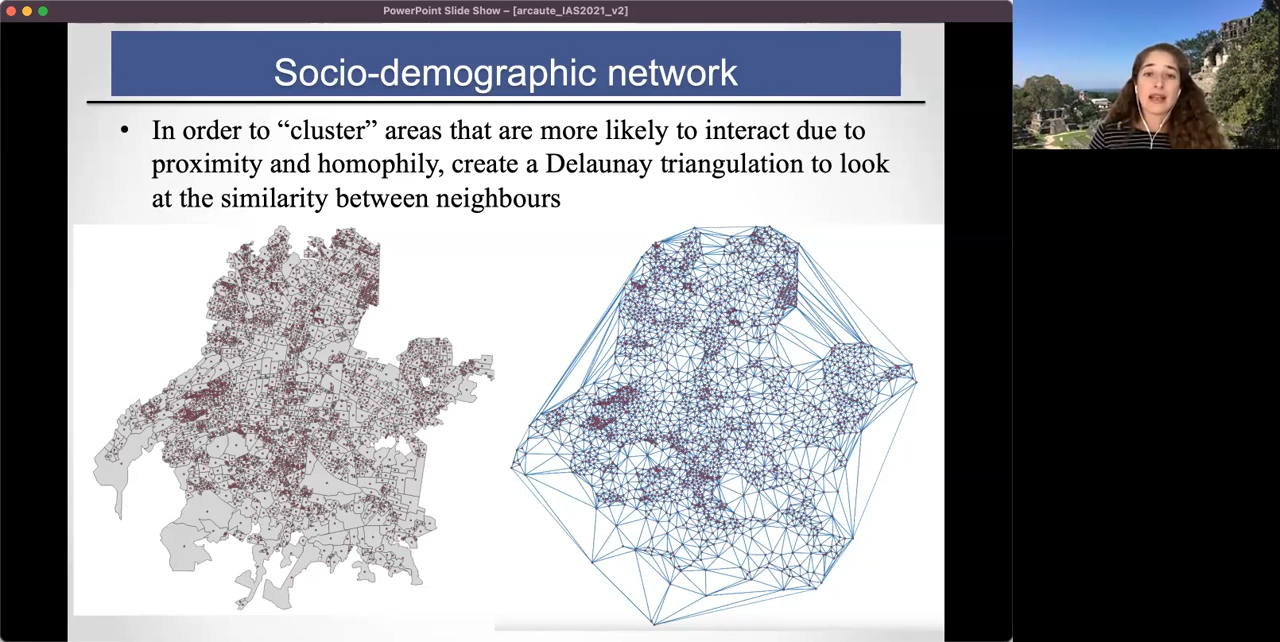 PowerPoint Slide Show – [arcaute_IAS2021_v2]
Socio-demographic network
• In order to “cluster” areas that are more likely to interact due to
proximity and homophily, create a Delaunay triangulation to look
at the similarity between neighbours